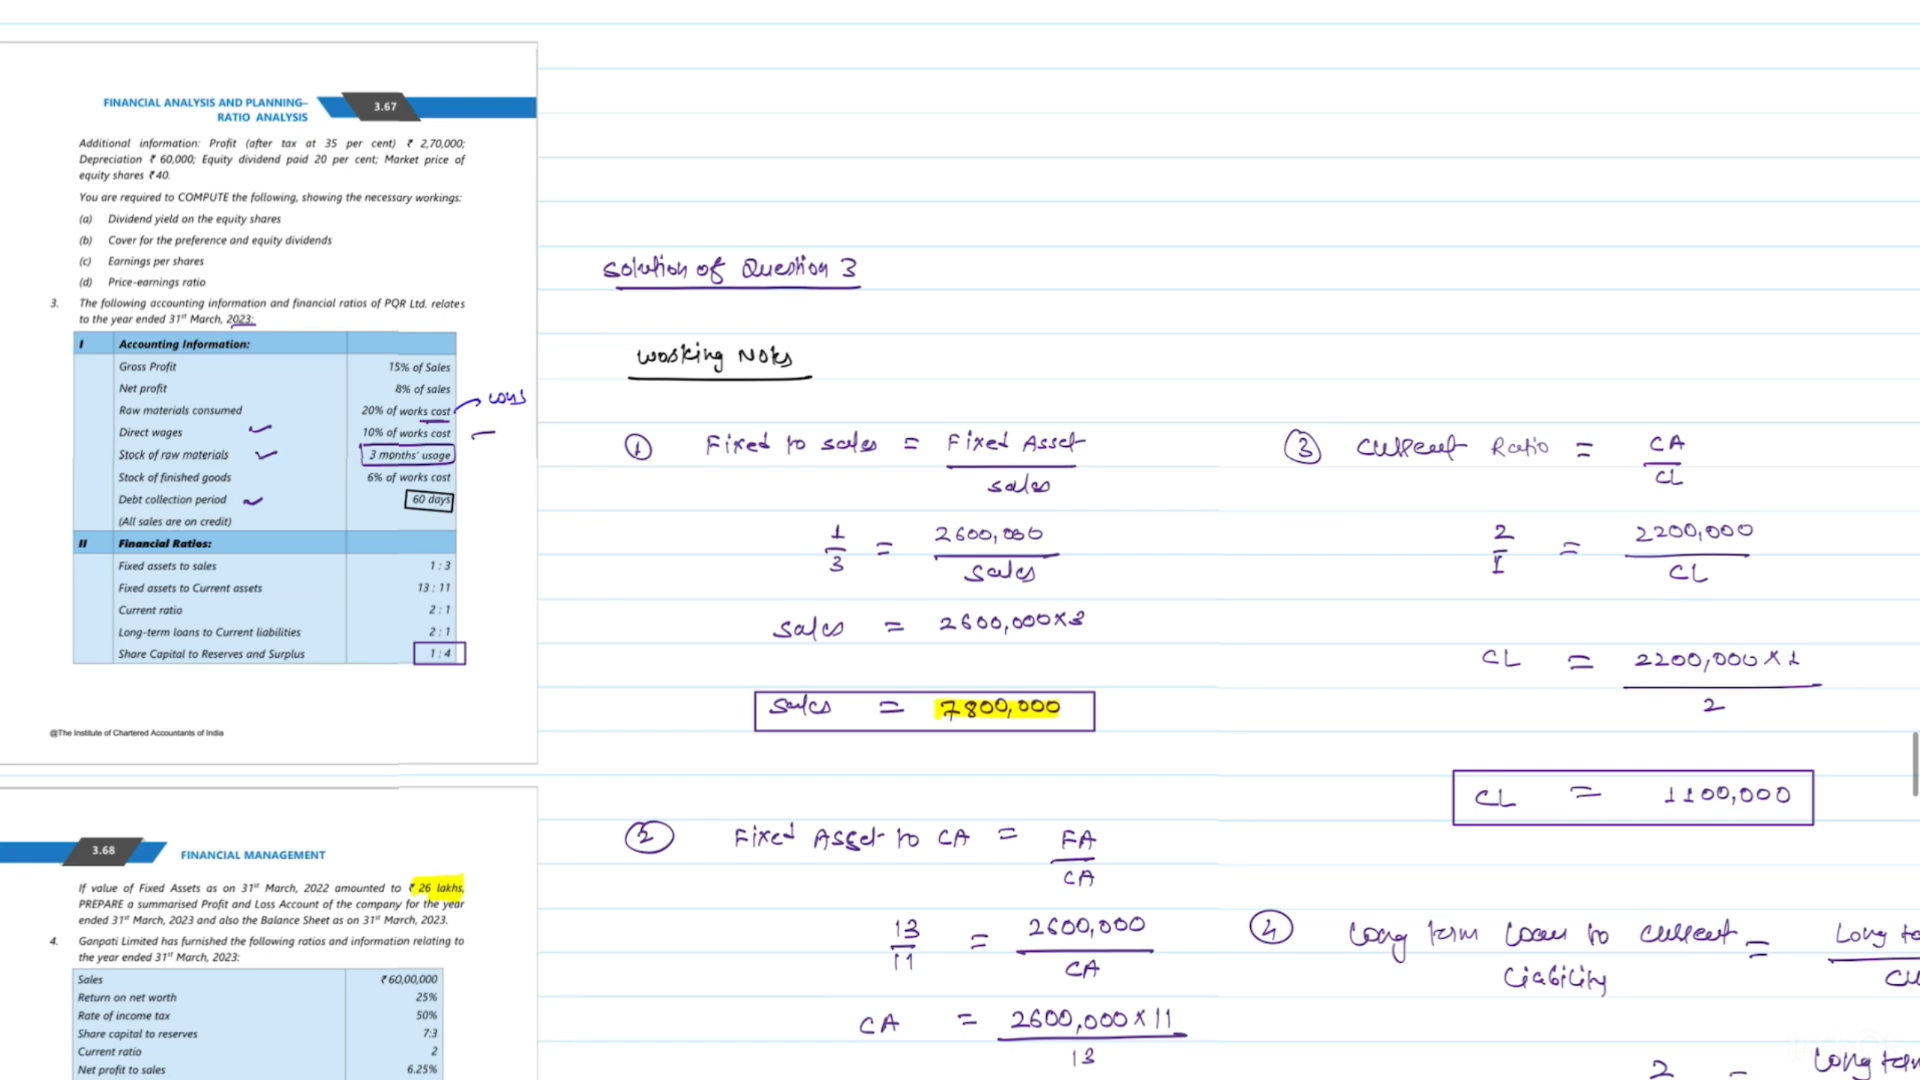 FINANCIAL ANALYSIS AND PLANNING–
RATIO ANALYSIS
3.67
Additional information: Profit (after tax at 35 per cent) ₹ 2,70,000;
Depreciation ₹ 60,000; Equity dividend paid 20 per cent; Market price of
equity shares ₹40.
You are required to COMPUTE the following, showing the necessary workings:
(a) Dividend yield on the equity shares
(b) Cover for the preference and equity dividends
(c) Earnings per shares
(d) Price-earnings ratio
3. The following accounting information and financial ratios of PQR Ltd. relates
to the year ended 31st March, 2023:
I Accounting Information:
Gross Profit 15% of Sales
Net profit 8% of sales
Raw materials consumed 20% of works cost
Direct wages 10% of works cost
Stock of raw materials 3 months' usage
Stock of finished goods 6% of works cost
Debt collection period 60 days
(All sales are on credit)
II Financial Ratios:
Fixed assets to sales 1 : 3
Fixed assets to Current assets 13 : 11
Current ratio 2 : 1
Long-term loans to Current liabilities 2 : 1
Share Capital to Reserves and Surplus 1 : 4
@The Institute of Chartered Accountants of India
3.68 FINANCIAL MANAGEMENT
If value of Fixed Assets as on 31st March, 2022 amounted to ₹ 26 lakhs,
PREPARE a summarised Profit and Loss Account of the company for the year
ended 31st March, 2023 and also the Balance Sheet as on 31st March, 2023.
4. Ganpati Limited has furnished the following ratios and information relating to
the year ended 31st March, 2023:
Sales ₹60,00,000
Return on net worth 25%
Rate of income tax 50%
Share capital to reserves 7:3
Current ratio 2
Net profit to sales 6.25%
Solution of Question 3
Working Notes
① Fixed to sales = Fixed Asset
sales
1/3 = 2600,000
Sales
Sales = 2600,000×3
Sales = 7800,000
② Fixed Asset to CA = FA
CA
13/11 = 2600,000
CA
CA = 2600,000×11
13
③ Current Ratio = CA
CL
2/1 = 2200,000
CL
CL = 2200,000×1
2
CL = 1100,000
④ Long term Loan to current = Long
Liability
2 = Long term